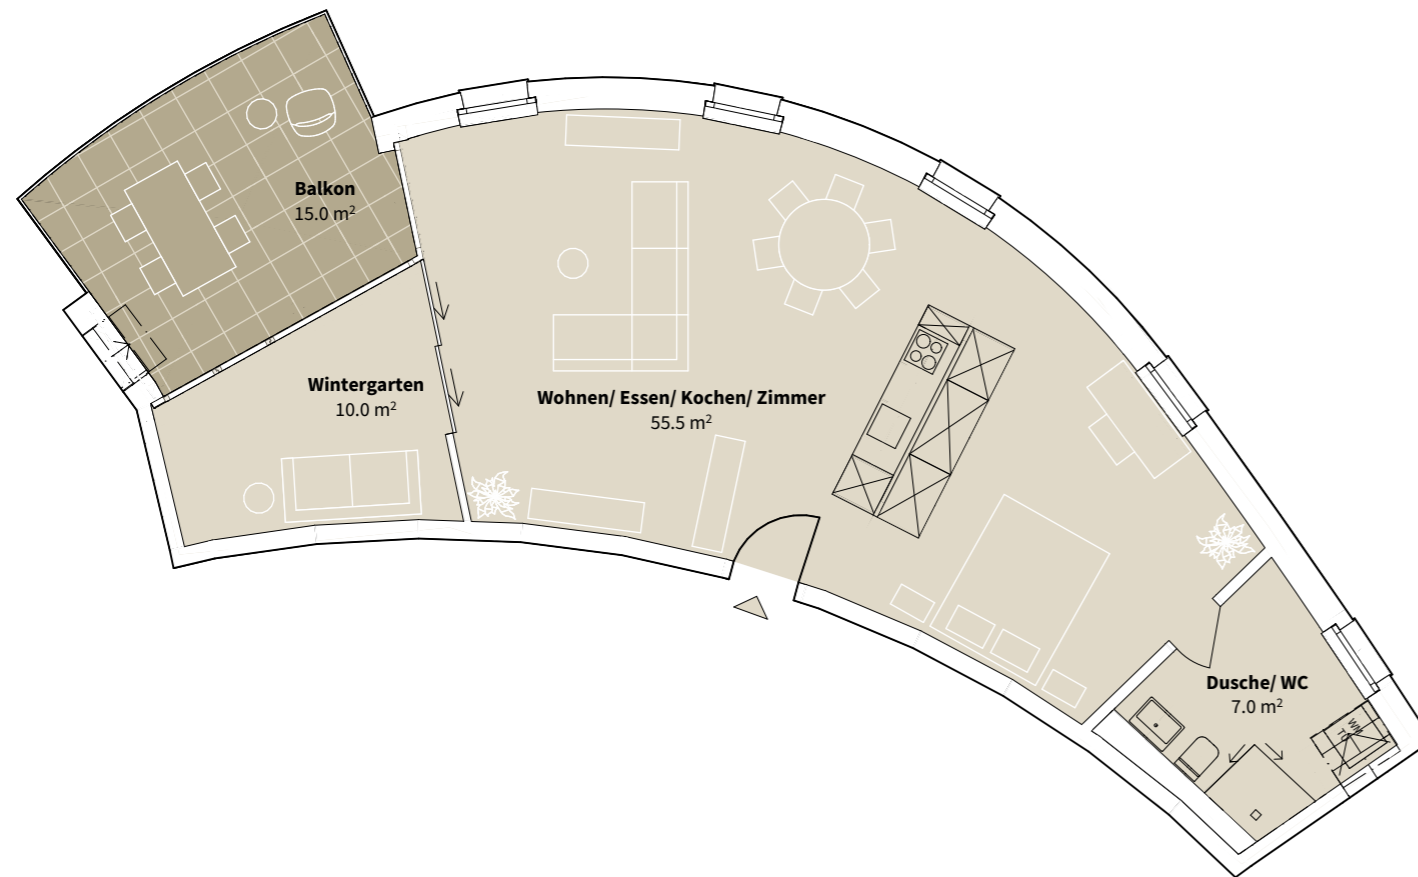 Balkon
15.0 m²
Wintergarten
10.0 m²
Wohnen/ Essen/ Kochen/ Zimmer
55.5 m²
Dusche/ WC
7.0 m²
WM